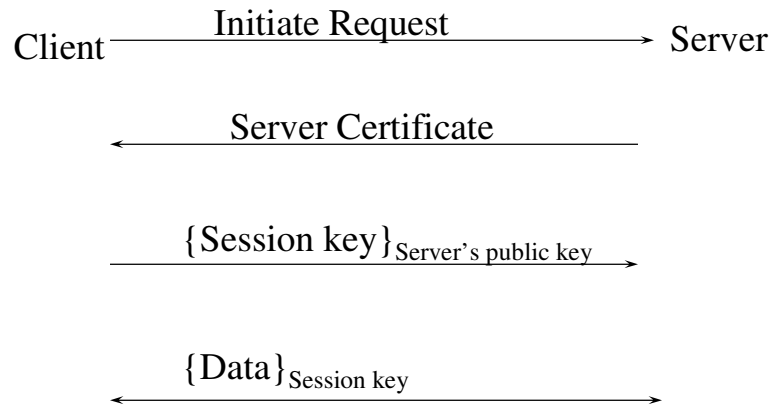 Initiate Request
Client
Server
Server Certificate
{Session key}Server's public key
{Data}Session key